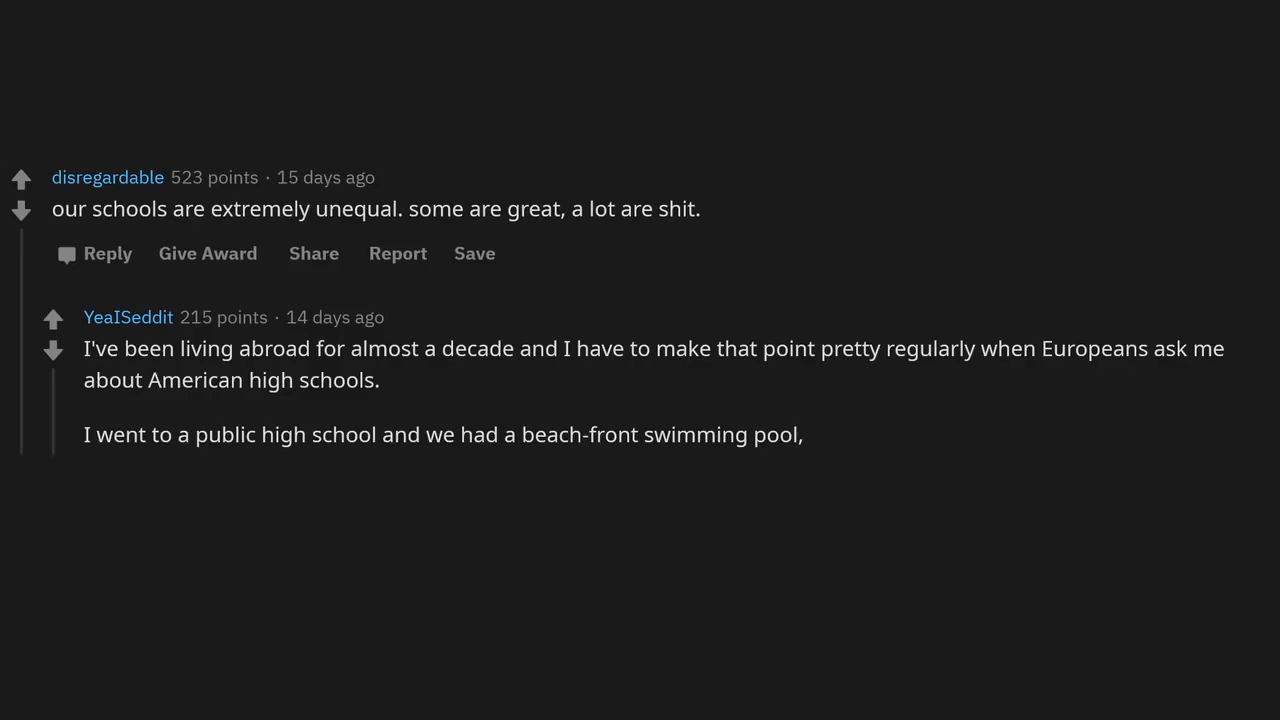 disregardable 523 points · 15 days ago
our schools are extremely unequal. some are great, a lot are shit.
Reply Give Award Share Report Save
YeaISeddit 215 points · 14 days ago
I've been living abroad for almost a decade and I have to make that point pretty regularly when Europeans ask me
about American high schools.
I went to a public high school and we had a beach-front swimming pool,